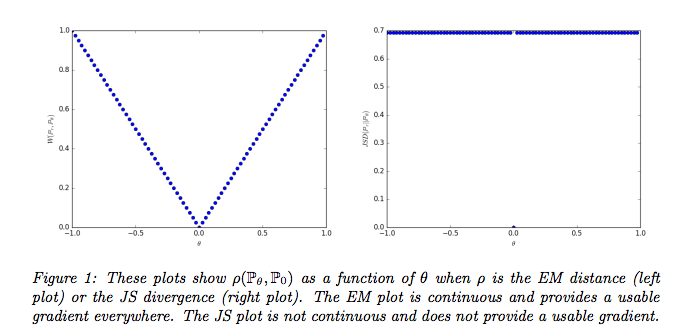 1.0
0.8
0.6
0.4
0.2
0.0
−1.0 −0.5 0.0 0.5 1.0
θ
W(ℙ₀, ℙθ)
0.7
0.6
0.5
0.4
0.3
0.2
0.1
0.0
−1.0 −0.5 0.0 0.5 1.0
θ
Figure 1: These plots show ρ(ℙθ, ℙ0) as a function of θ when ρ is the EM distance (left
plot) or the JS divergence (right plot). The EM plot is continuous and provides a usable
gradient everywhere. The JS plot is not continuous and does not provide a usable gradient.